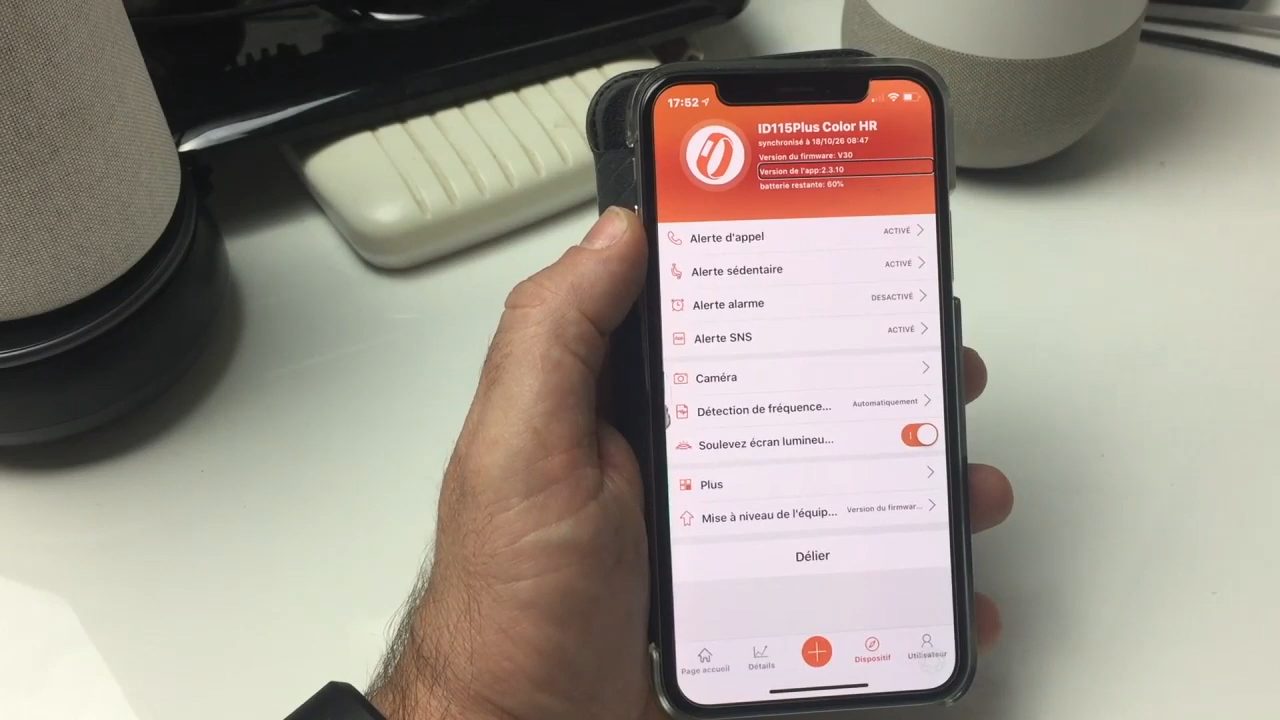 17:52
ID115Plus Color HR
synchronisé à 18/10/26 08:47
Version du firmware: V30
Version de l'app:2.3.10
batterie restante: 60%
Alerte d'appel ACTIVÉ
Alerte sédentaire ACTIVÉ
Alerte alarme DESACTIVÉ
Alerte SNS ACTIVÉ
Caméra
Détection de fréquence... Automatiquement
Soulevez écran lumineu...
Plus
Mise à niveau de l'équip... Version du firmwar...
Délier
Page accueil Détails Dispositif Utilisateur